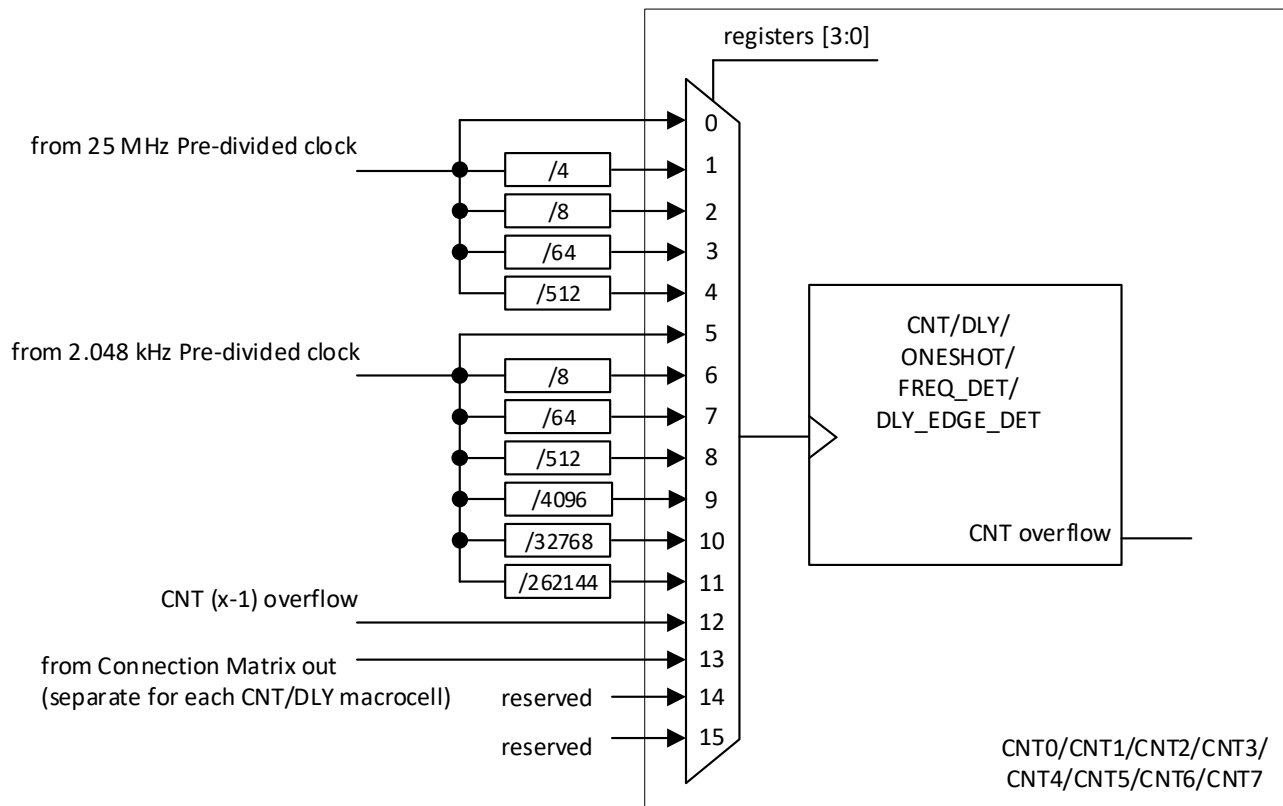 registers [3:0]
from 25 MHz Pre-divided clock
0
/4
1
/8
2
/64
3
/512
4
from 2.048 kHz Pre-divided clock
5
/8
6
/64
7
/512
8
/4096
9
/32768
10
/262144
11
CNT (x-1) overflow
12
from Connection Matrix out
(separate for each CNT/DLY macrocell)
13
reserved
14
reserved
15
CNT/DLY/
ONESHOT/
FREQ_DET/
DLY_EDGE_DET
CNT overflow
CNT0/CNT1/CNT2/CNT3/
CNT4/CNT5/CNT6/CNT7